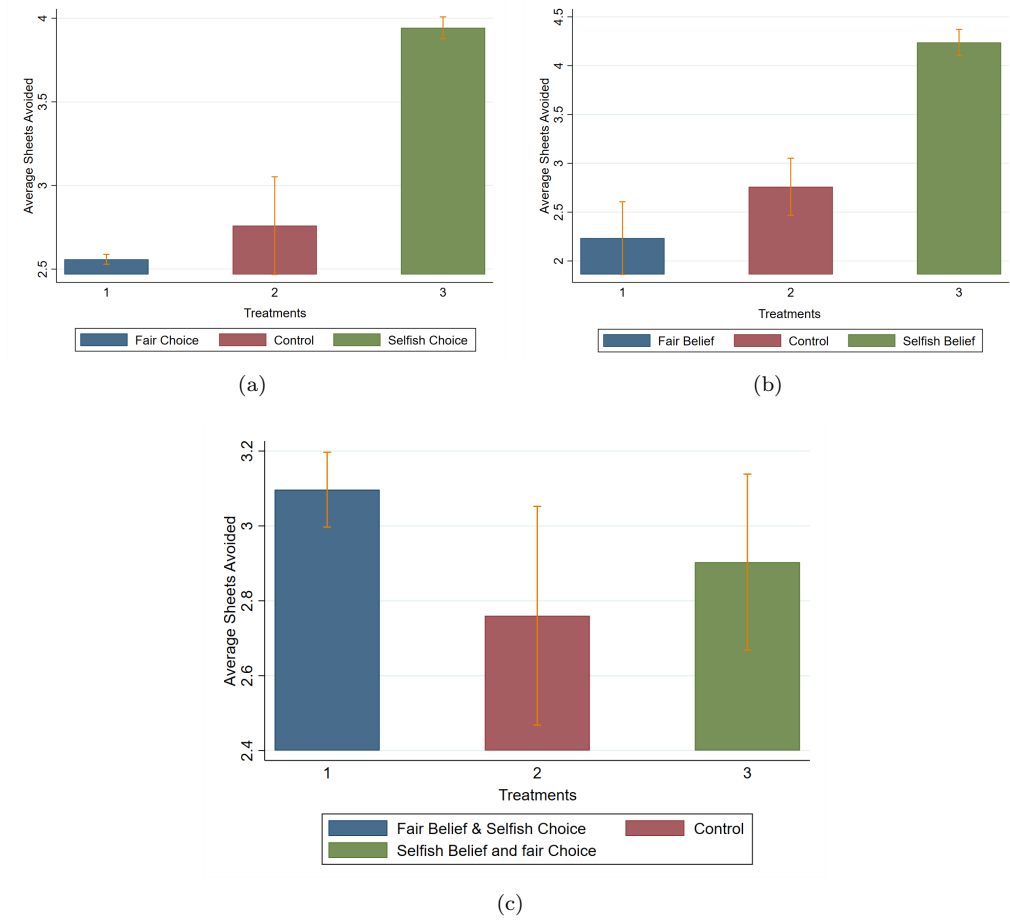 Average Sheets Avoided
4
3.5
3
2.5
1 2 3
Treatments
Fair Choice Control Selfish Choice
(a)
Average Sheets Avoided
4.5
4
3.5
3
2.5
2
1 2 3
Treatments
Fair Belief Control Selfish Belief
(b)
Average Sheets Avoided
3.2
3
2.8
2.6
2.4
1 2 3
Treatments
Fair Belief & Selfish Choice Control
Selfish Belief and fair Choice
(c)